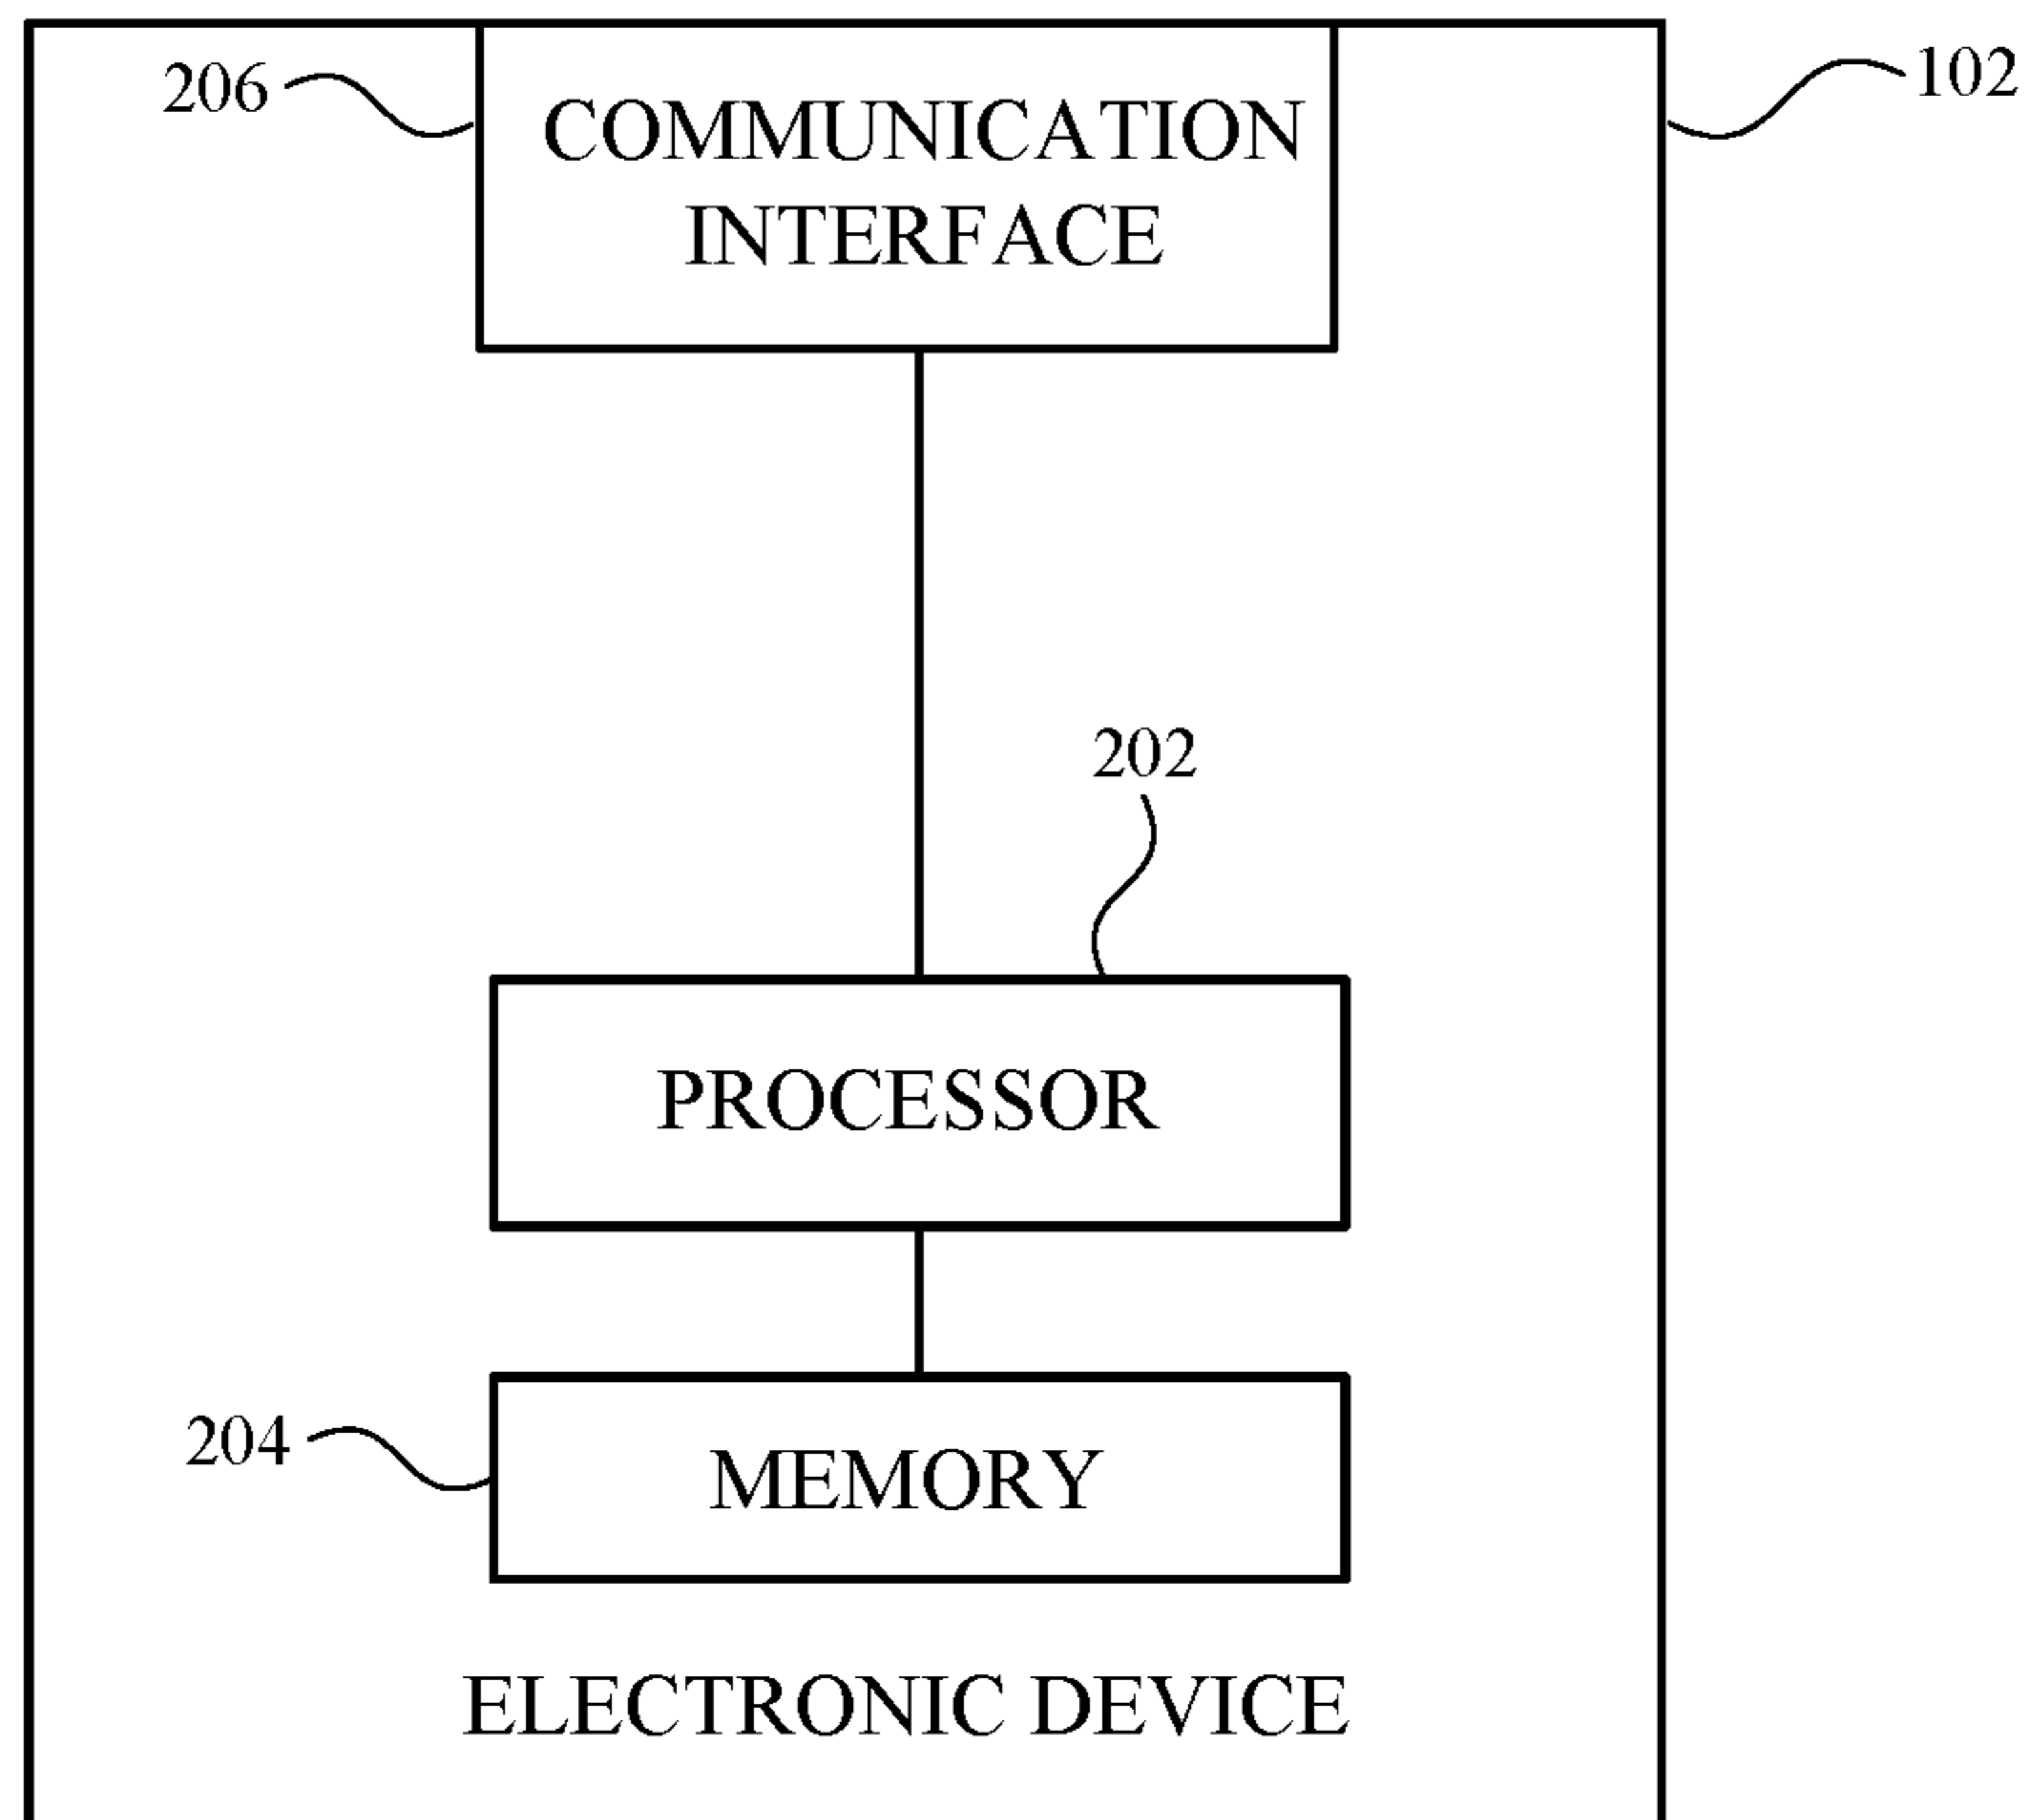 206
102
COMMUNICATION
INTERFACE
202
PROCESSOR
204
MEMORY
ELECTRONIC DEVICE